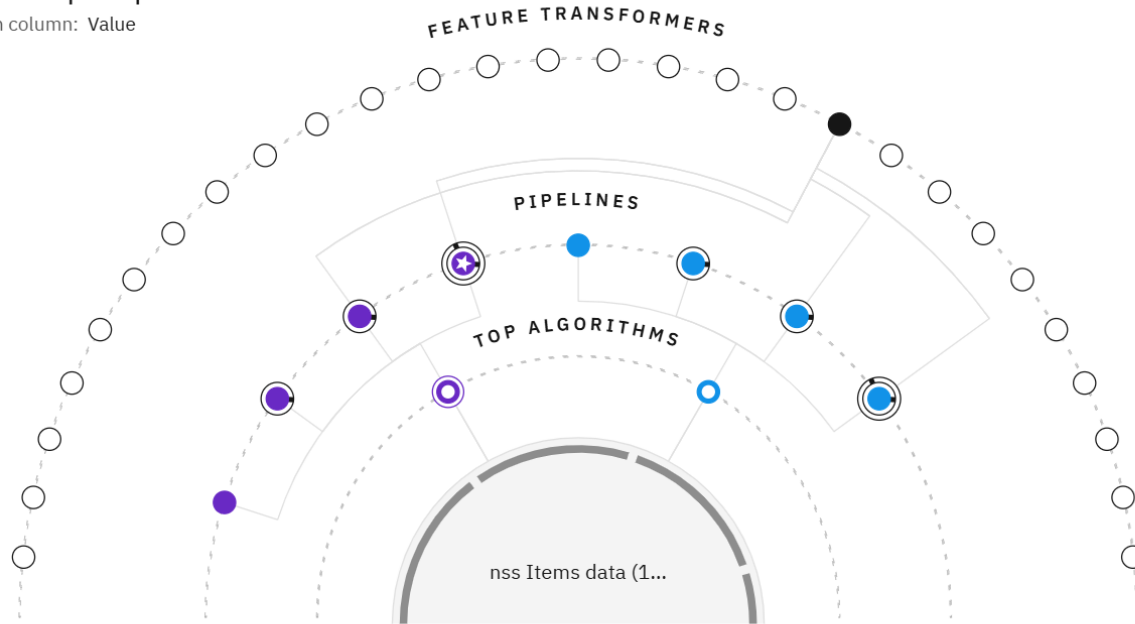 column: Value
FEATURE TRANSFORMERS
PIPELINES
TOP ALGORITHMS
nss Items data (1...